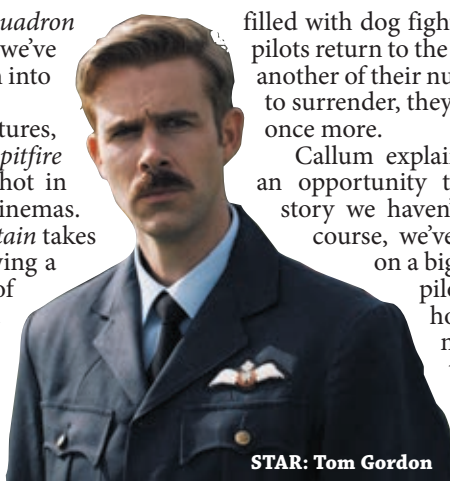 uadron
we've
n into
tures,
pitfire
hot in
inemas.
tain takes
ving a
of
filled with dog figh
pilots return to the
another of their nu
to surrender, they
once more.
Callum explai
an opportunity t
story we haven'
course, we've
on a big
pil
ho
STAR: Tom Gordon